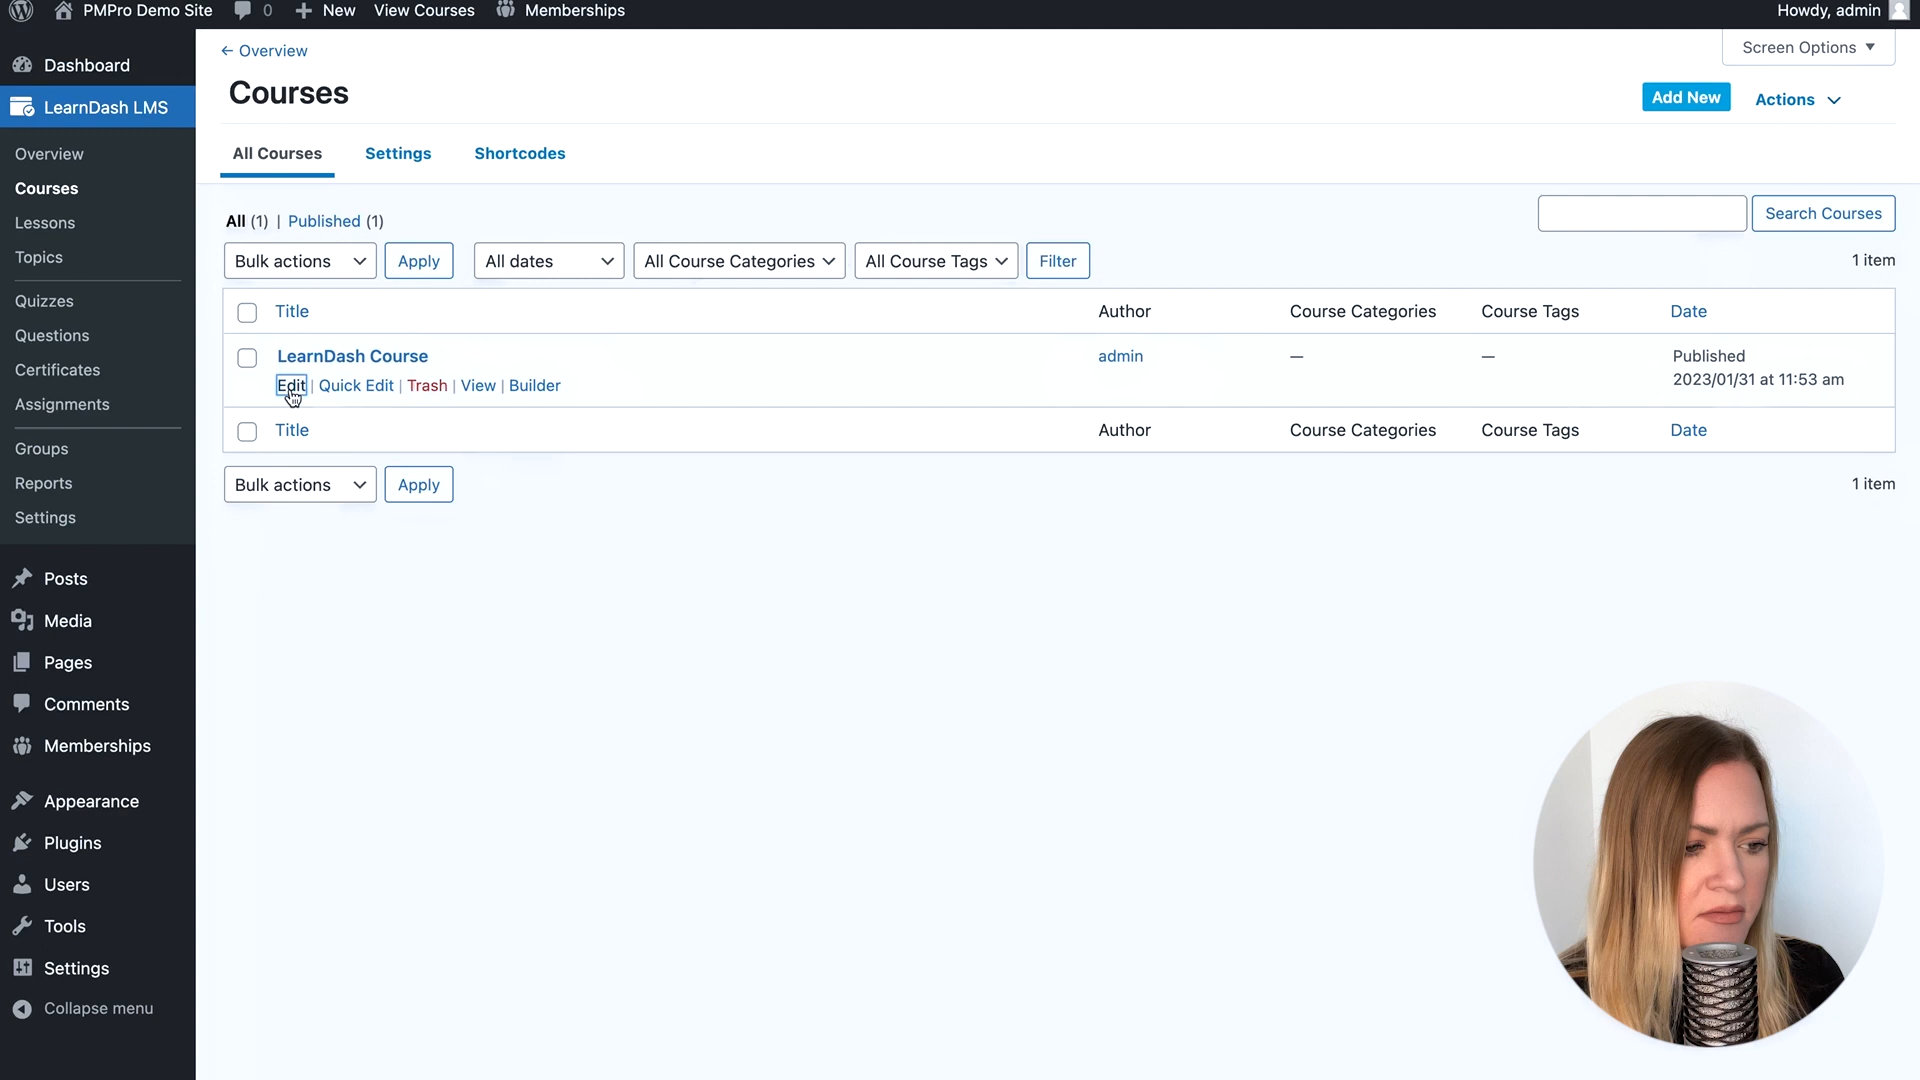 PMPro Demo Site 0 New View Courses Memberships Howdy, admin
Dashboard
LearnDash LMS
Overview
Courses
Lessons
Topics
Quizzes
Questions
Certificates
Assignments
Groups
Reports
Settings
Posts
Media
Pages
Comments
Memberships
Appearance
Plugins
Users
Tools
Settings
Collapse menu
← Overview
Screen Options
Courses
Add New Actions
All Courses Settings Shortcodes
All (1) | Published (1)
Search Courses
Bulk actions Apply All dates All Course Categories All Course Tags Filter 1 item
Title Author Course Categories Course Tags Date
LearnDash Course admin — — Published
Edit | Quick Edit | Trash | View | Builder 2023/01/31 at 11:53 am
Title Author Course Categories Course Tags Date
Bulk actions Apply 1 item